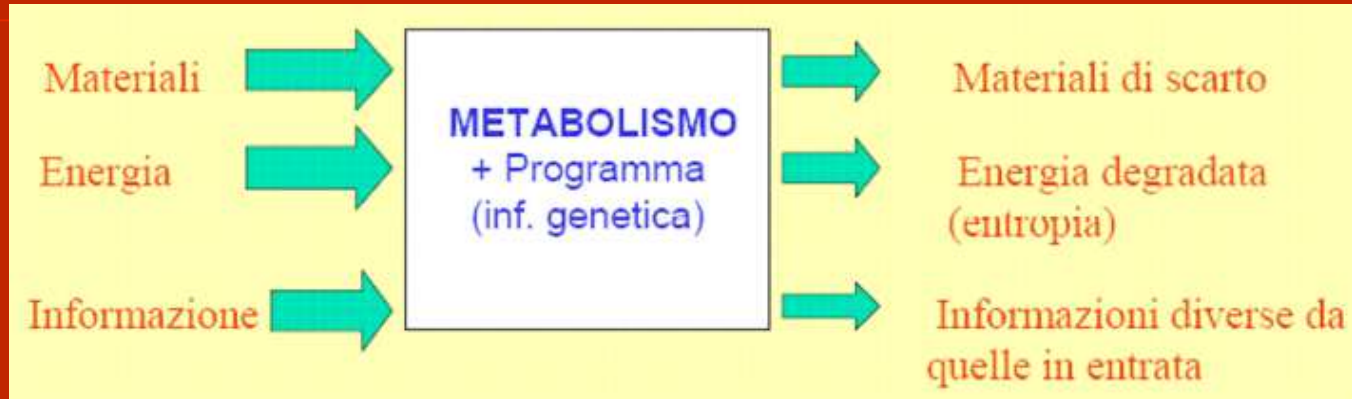 Materiali
Energia
Informazione
METABOLISMO
+ Programma
(inf. genetica)
Materiali di scarto
Energia degradata
(entropia)
Informazioni diverse da
quelle in entrata